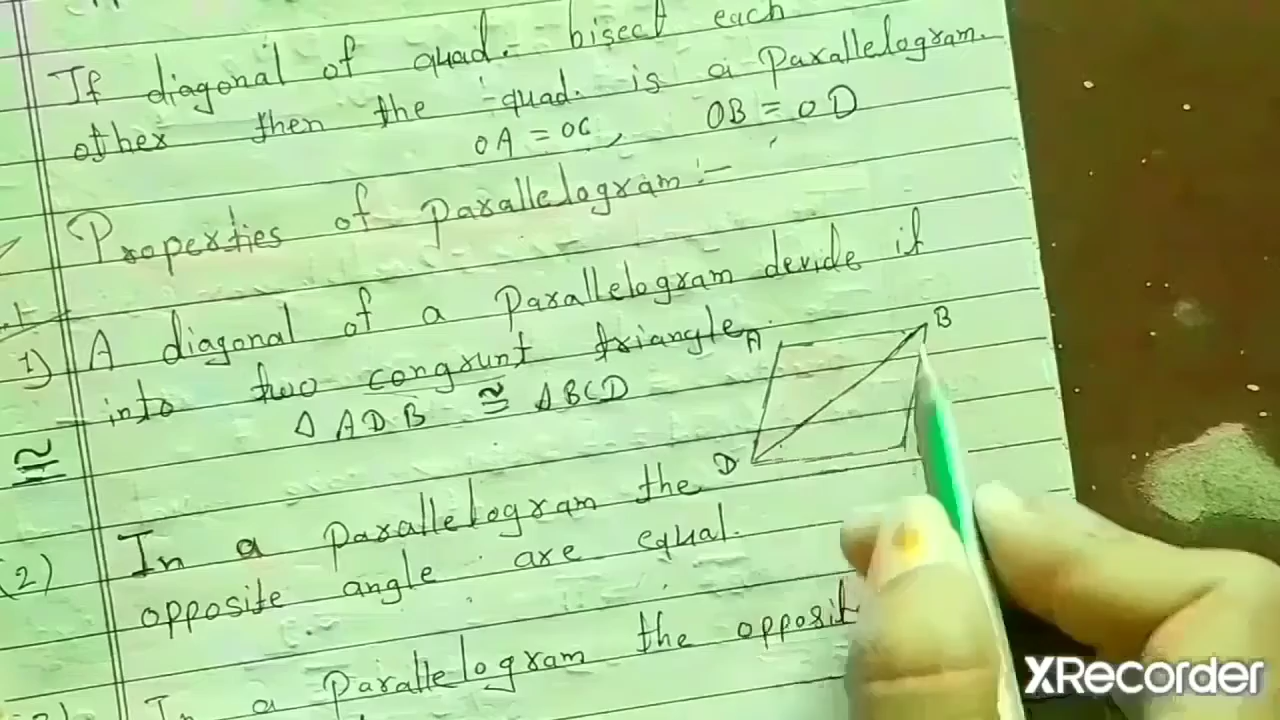 If diagonal of quad. bisect each
other then the quad. is a Parallelogram.
OA = OC, OB = OD
Properties of Parallelogram :-
1) A diagonal of a Parallelogram devide it
into two congrunt triangle.
A B
≅ Δ ADB ≅ ΔBCD
D
(2) In a parallelogram the
opposite angle are equal.
In a Parallelogram the opposit
XRecorder